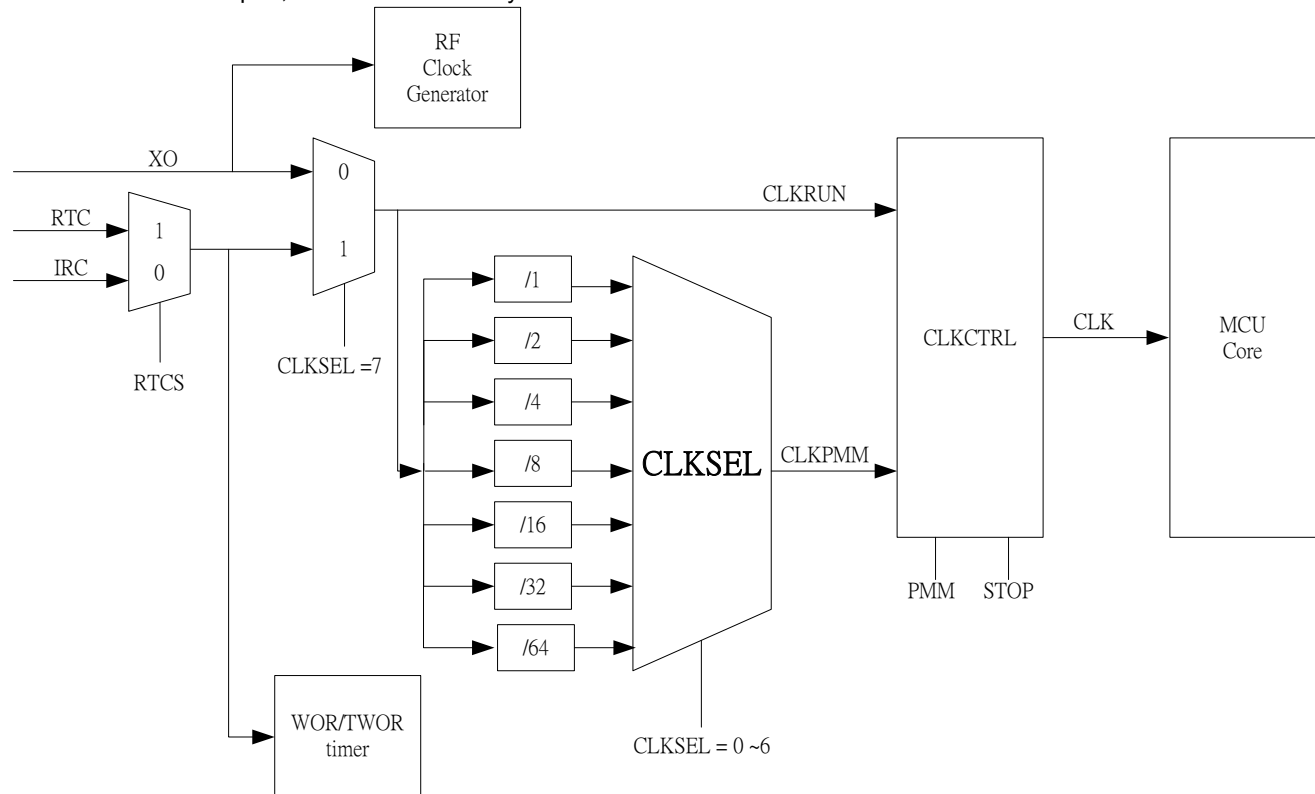 RF
Clock
Generator
XO
0
CLKRUN
RTC
1
1
IRC
0
/1
/2
CLK
CLKCTRL
MCU
Core
CLKSEL =7
RTCS
/4
/8
CLKSEL
CLKPMM
/16
/32
PMM
STOP
/64
WOR/TWOR
timer
CLKSEL = 0 ~6